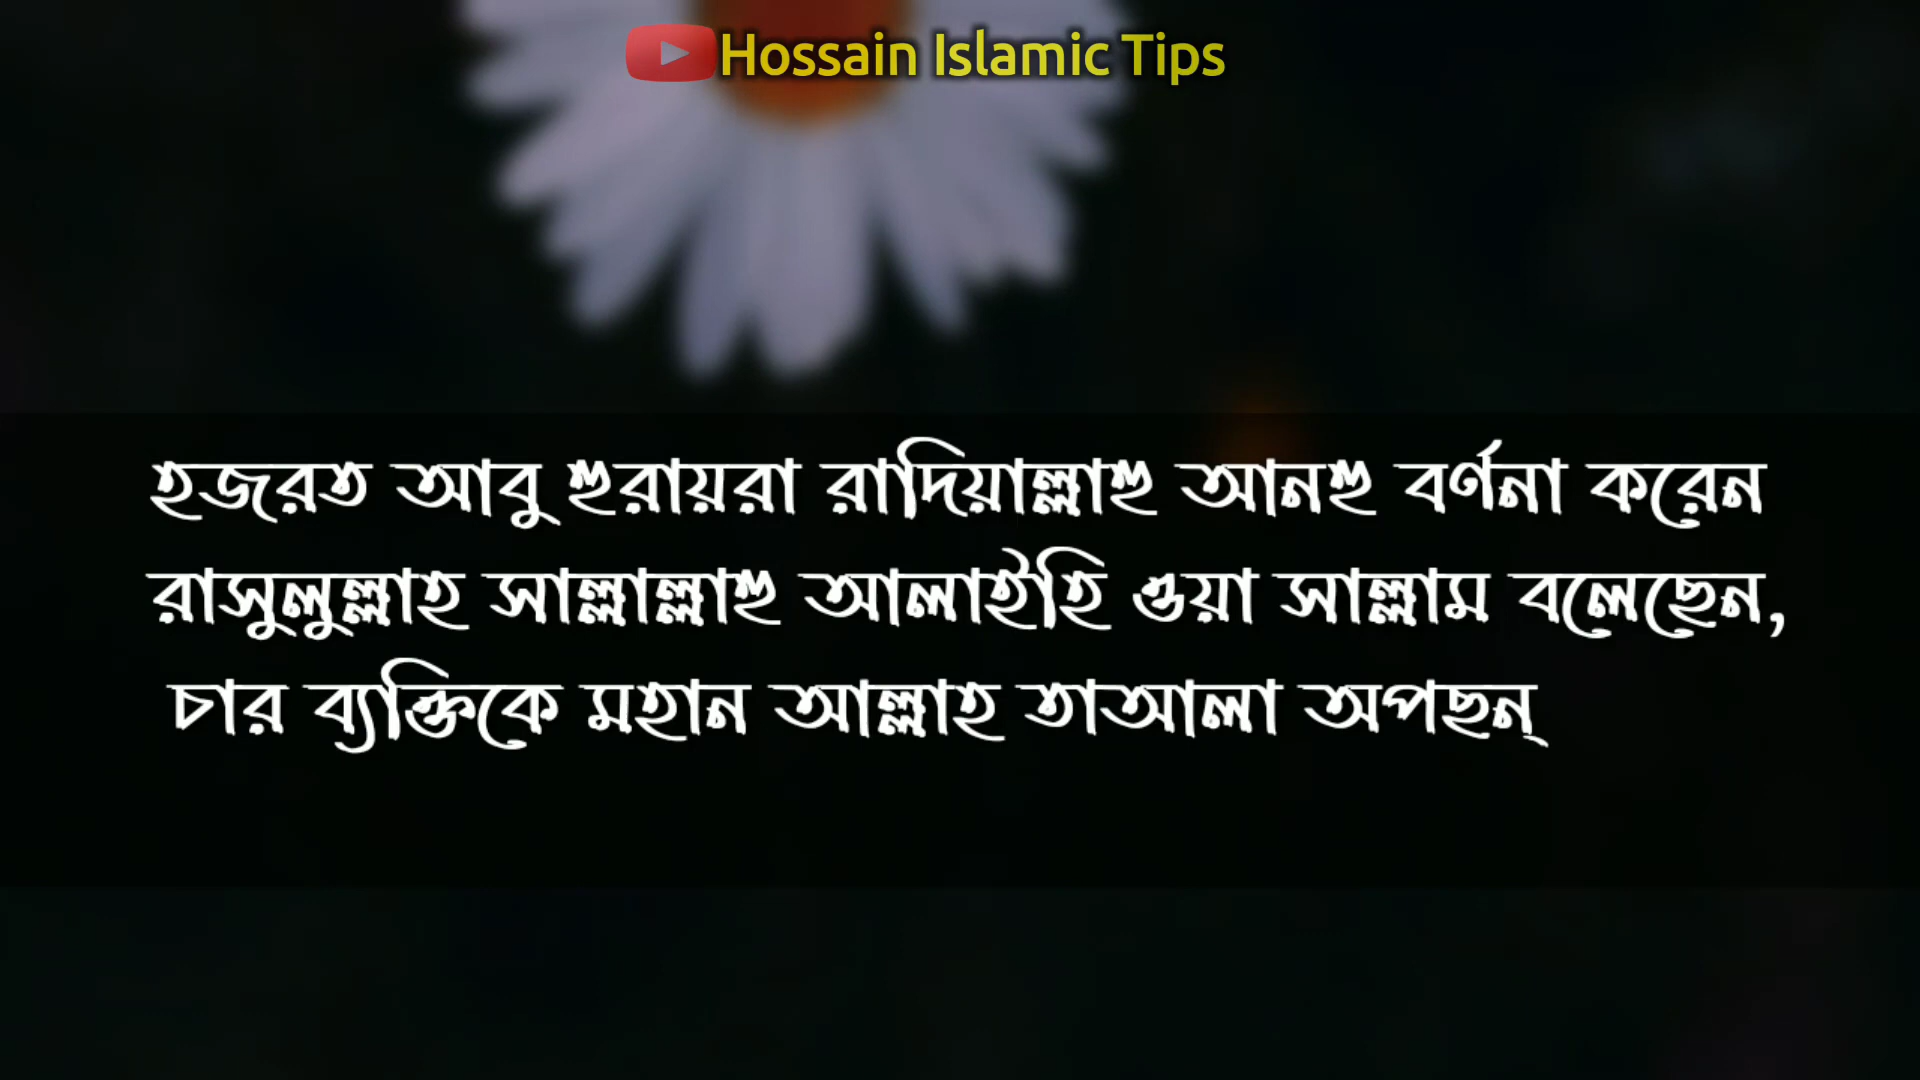 Hossain Islamic Tips
হজরত আবু হুরায়রা রাদিয়াল্লাহু আনহু বর্ণনা করেন
রাসুলুল্লাহ সাল্লাল্লাহু আলাইহি ওয়া সাল্লাম বলেছেন,
চার ব্যক্তিকে মহান আল্লাহ তাআলা অপছন্